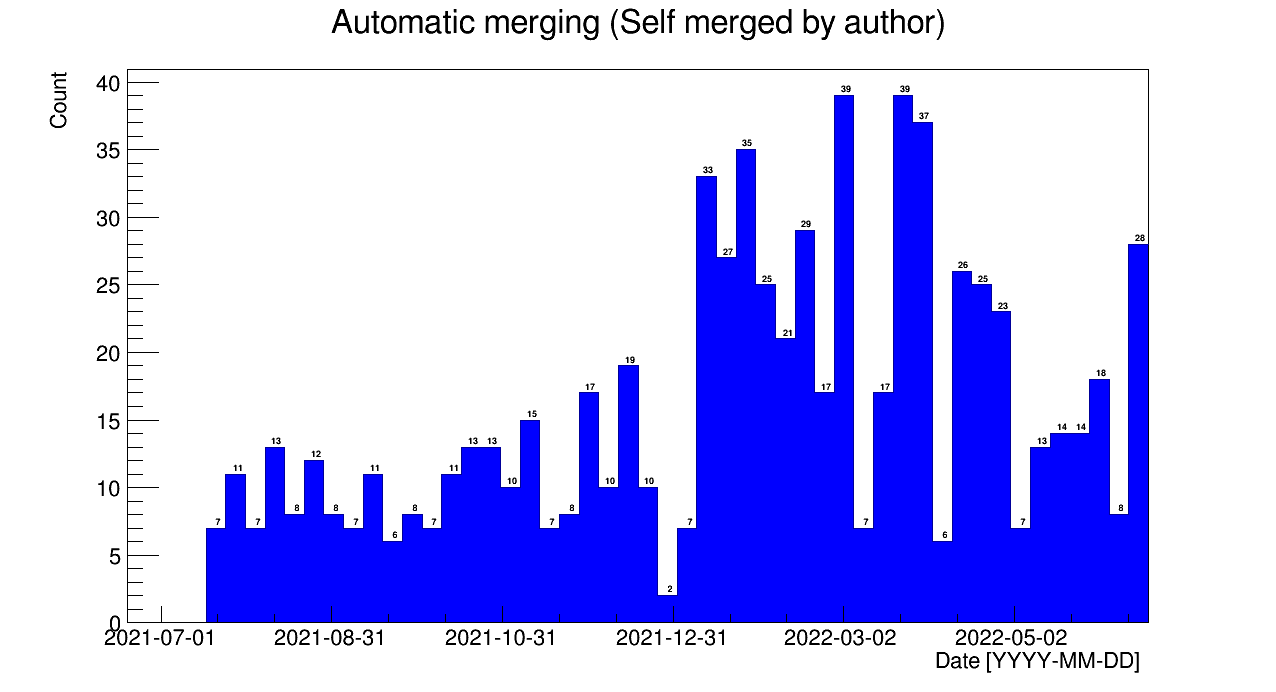 Automatic merging (Self merged by author)
Count
40
35
30
25
20
15
10
5
0
7 11 7 13 8 12 8 7 11 6 8 7 11 13 13 10 15 7 8 17 10 19 10 2 7 33 27 35 25 21 29 17 39 7 17 39 37 6 26 25 23 7 13 14 14 18 8 28
2021-07-01 2021-08-31 2021-10-31 2021-12-31 2022-03-02 2022-05-02
Date [YYYY-MM-DD]